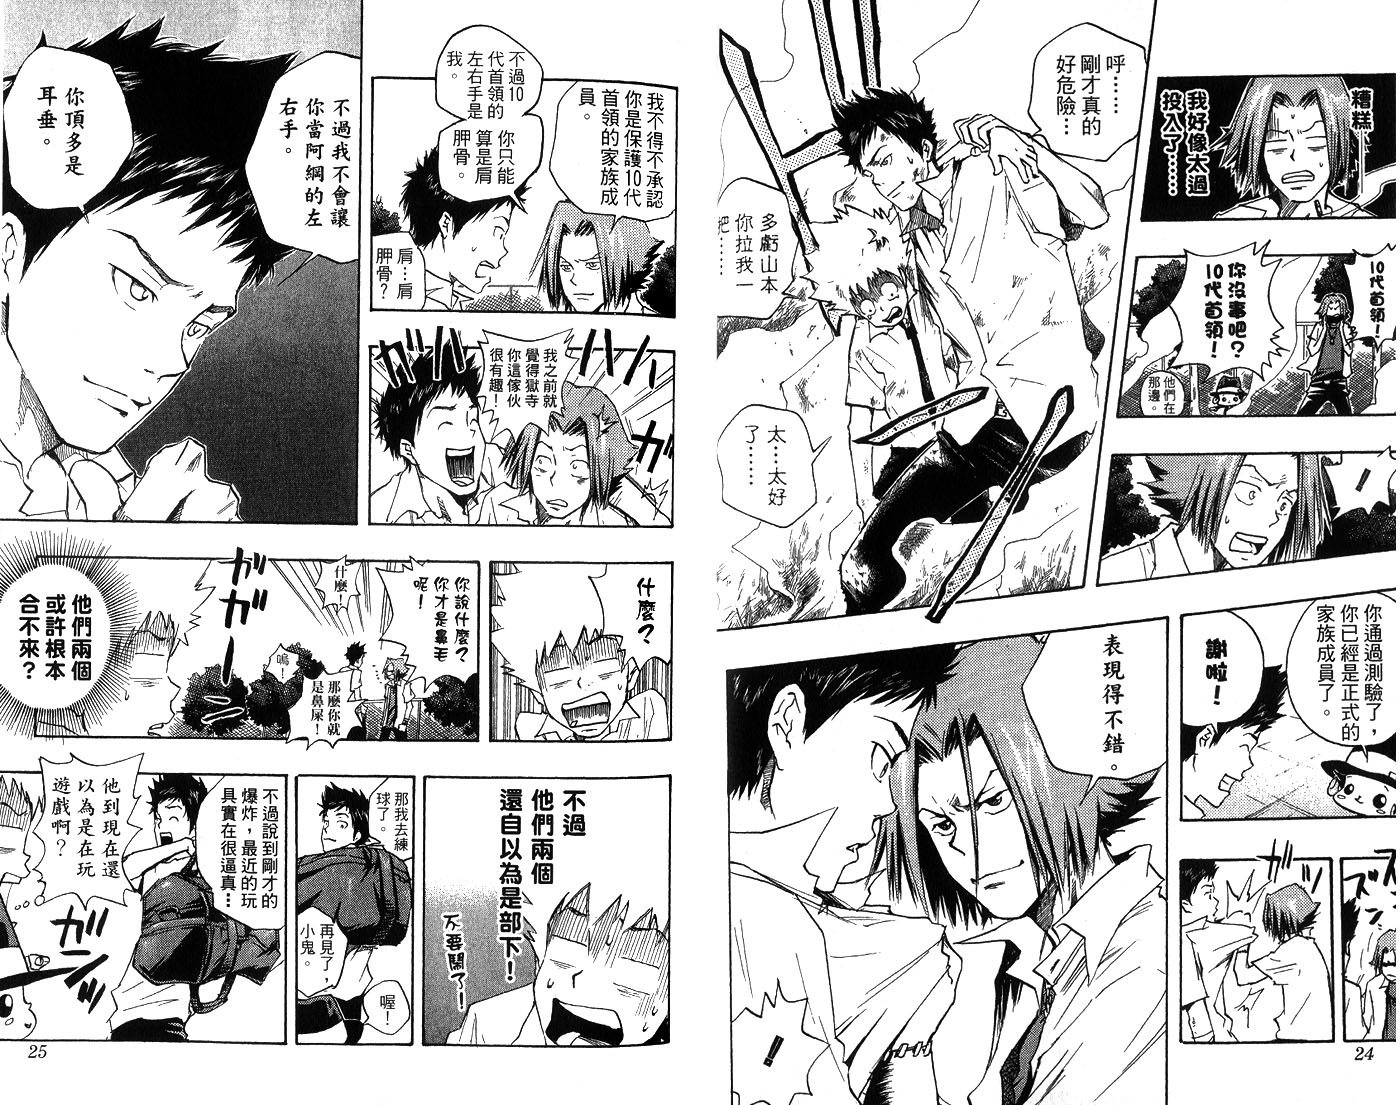 糟糕，
我好像太過
投入了……
10代首領！
你沒事吧？
10代首領！
他們在
那邊。
！
呼……
剛才真的
好危險…
多虧山本
你拉我一
把……
太…太好
了………
你通過測驗了，
你已經是正式的
家族成員了。
謝啦！
ズ
ズン
表現得不錯。
！
24
我不得不承認
你是保護10代
首領的家族成
員。
不過10
代首領的
左右手是
我。
你只能
算是肩
胛骨。
肩…肩
胛骨？
不過我不會讓
你當阿綱的左
右手。
你頂多是
耳垂。
我之前就
覺得獄寺
你這傢伙
很有趣！
ガガ
ガ
什麼？
你說什麼？
你才是鼻毛
呢！
什麼！
那麼你就
是鼻屎！
嗚！
ガガー
他們兩個
或許根本
合不來？
不過
他們兩個
還自以為是部下！
不要鬧了！
那我去練
球了。
再見了，
小鬼。
喔！
不過說到剛才的
爆炸，最近的玩
具實在很逼真…
他到現在還
以為是在玩
遊戲啊？
ガーン
25